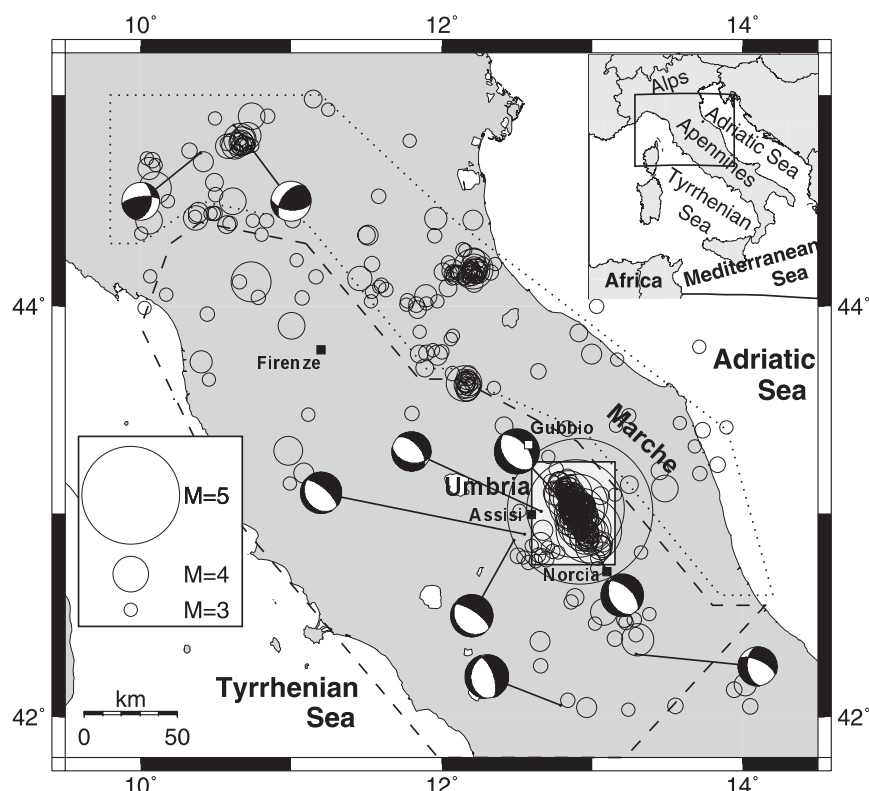 10°
12°
14°
Alps
Adriatic Sea
Apennines
Tyrrhenian
Sea
Africa
Mediterranean
Sea
44°
44°
Adriatic
Sea
Firenze
Marche
Gubbio
Umbria
Assisi
Norcia
M=5
M=4
M=3
Tyrrhenian
Sea
km
0
50
42°
42°
10°
12°
14°